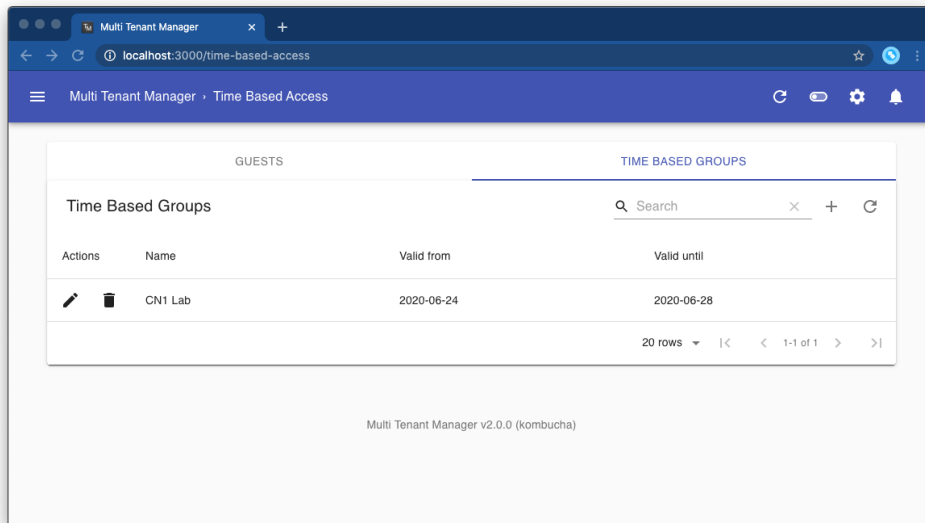 Multi Tenant Manager
localhost:3000/time-based-access
Multi Tenant Manager › Time Based Access
GUESTS
TIME BASED GROUPS
Time Based Groups
Search
Actions Name Valid from Valid until
CN1 Lab 2020-06-24 2020-06-28
20 rows 1-1 of 1
Multi Tenant Manager v2.0.0 (kombucha)